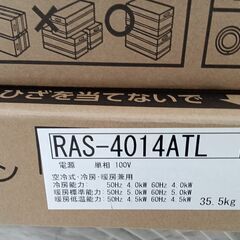 ひざを当てないで
RAS-4014ATL
電源 単相 100V
空冷式・冷房・暖房兼用
冷房能力 50Hz 4.0kW 60Hz 4.0kW
暖房標準能力 50Hz 5.0kW 60Hz 5.0kW
暖房低温能力 50Hz 4.5kW 60Hz 4.5kW
35.5kg
ン